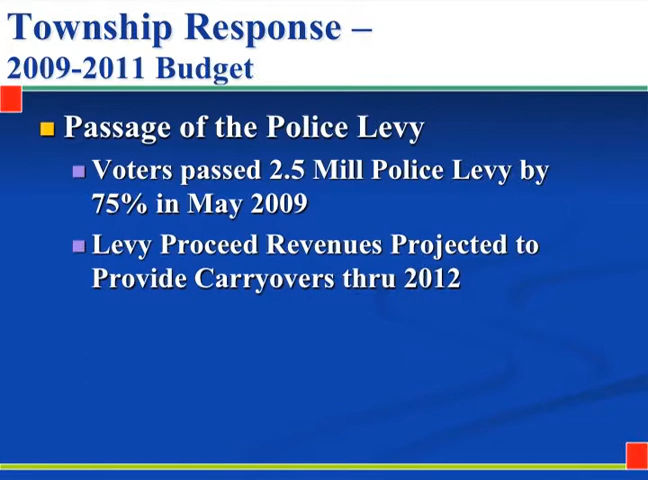 Township Response –
2009-2011 Budget
Passage of the Police Levy
Voters passed 2.5 Mill Police Levy by
75% in May 2009
Levy Proceed Revenues Projected to
Provide Carryovers thru 2012